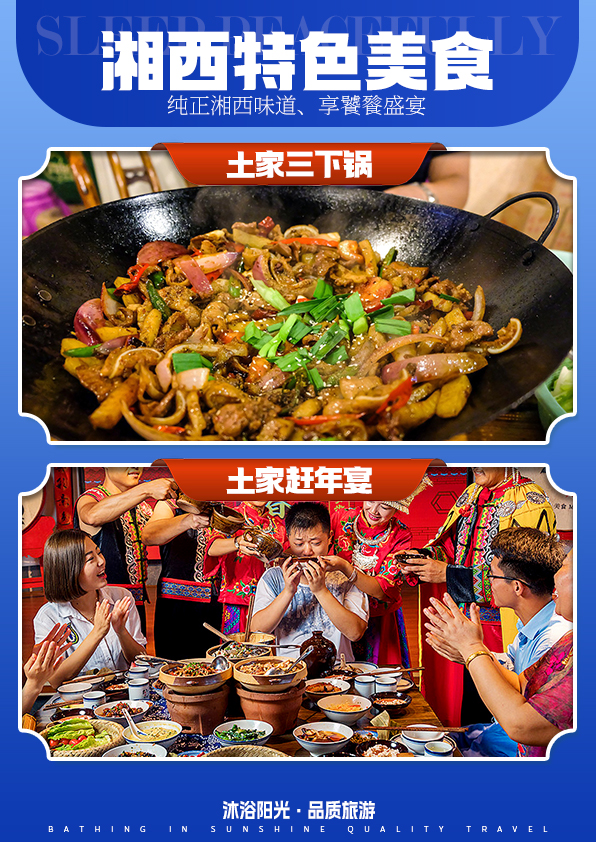 SLEEP PEACEFULLY
湘西特色美食
纯正湘西味道、享饕餮盛宴
土家三下锅
土家赶年宴
沐浴阳光·品质旅游
BATHING IN SUNSHINE QUALITY TRAVEL